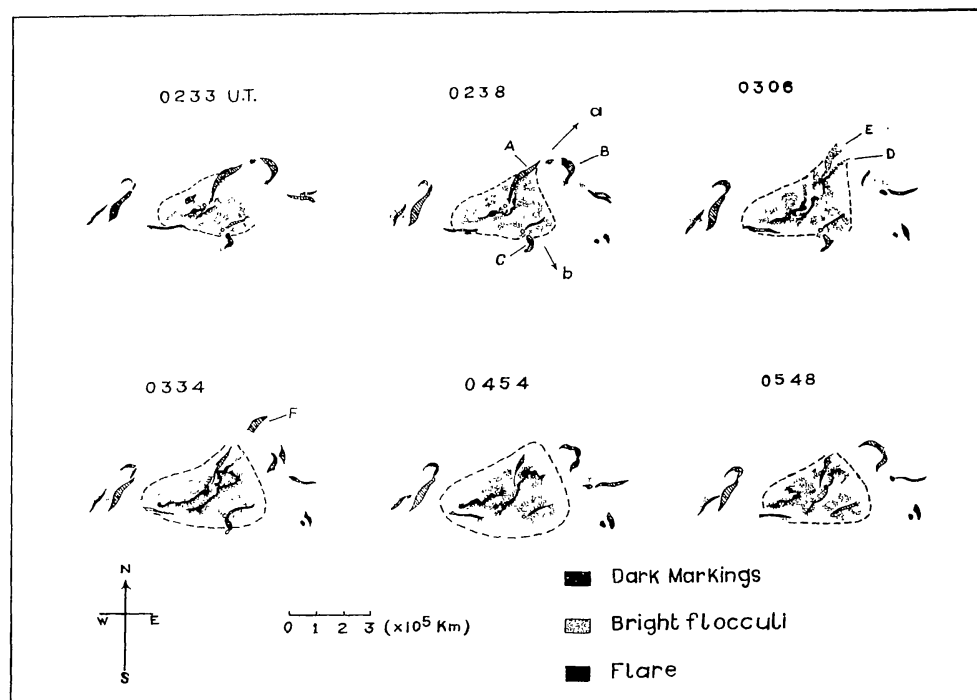 0233 U.T.
0238
0306
a
A
B
C
b
E
D
0334
0454
0548
F
N
W E
S
0 1 2 3 (x10⁵ Km)
Dark Markings
Bright flocculi
Flare